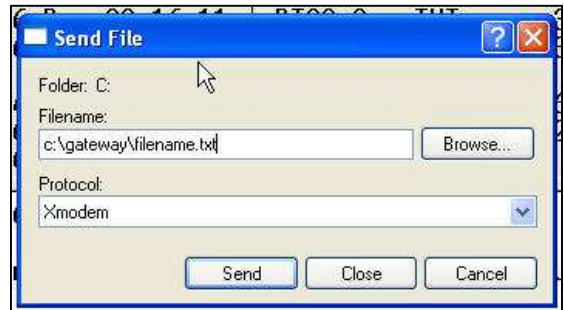 Send File
Folder: C:
Filename:
c:\gateway\filename.txt
Browse...
Protocol:
Xmodem
Send
Close
Cancel